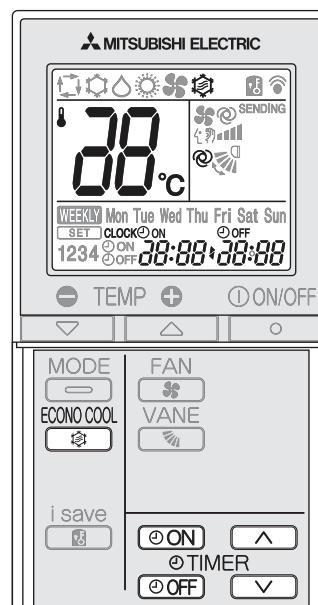 MITSUBISHI ELECTRIC
SENDING
88°C
WEEKLY Mon Tue Wed Thu Fri Sat Sun
SET CLOCK ON OFF
1234 ON OFF 88:88 88:88
TEMP ON/OFF
MODE FAN
ECONO COOL VANE
i save
ON
TIMER
OFF